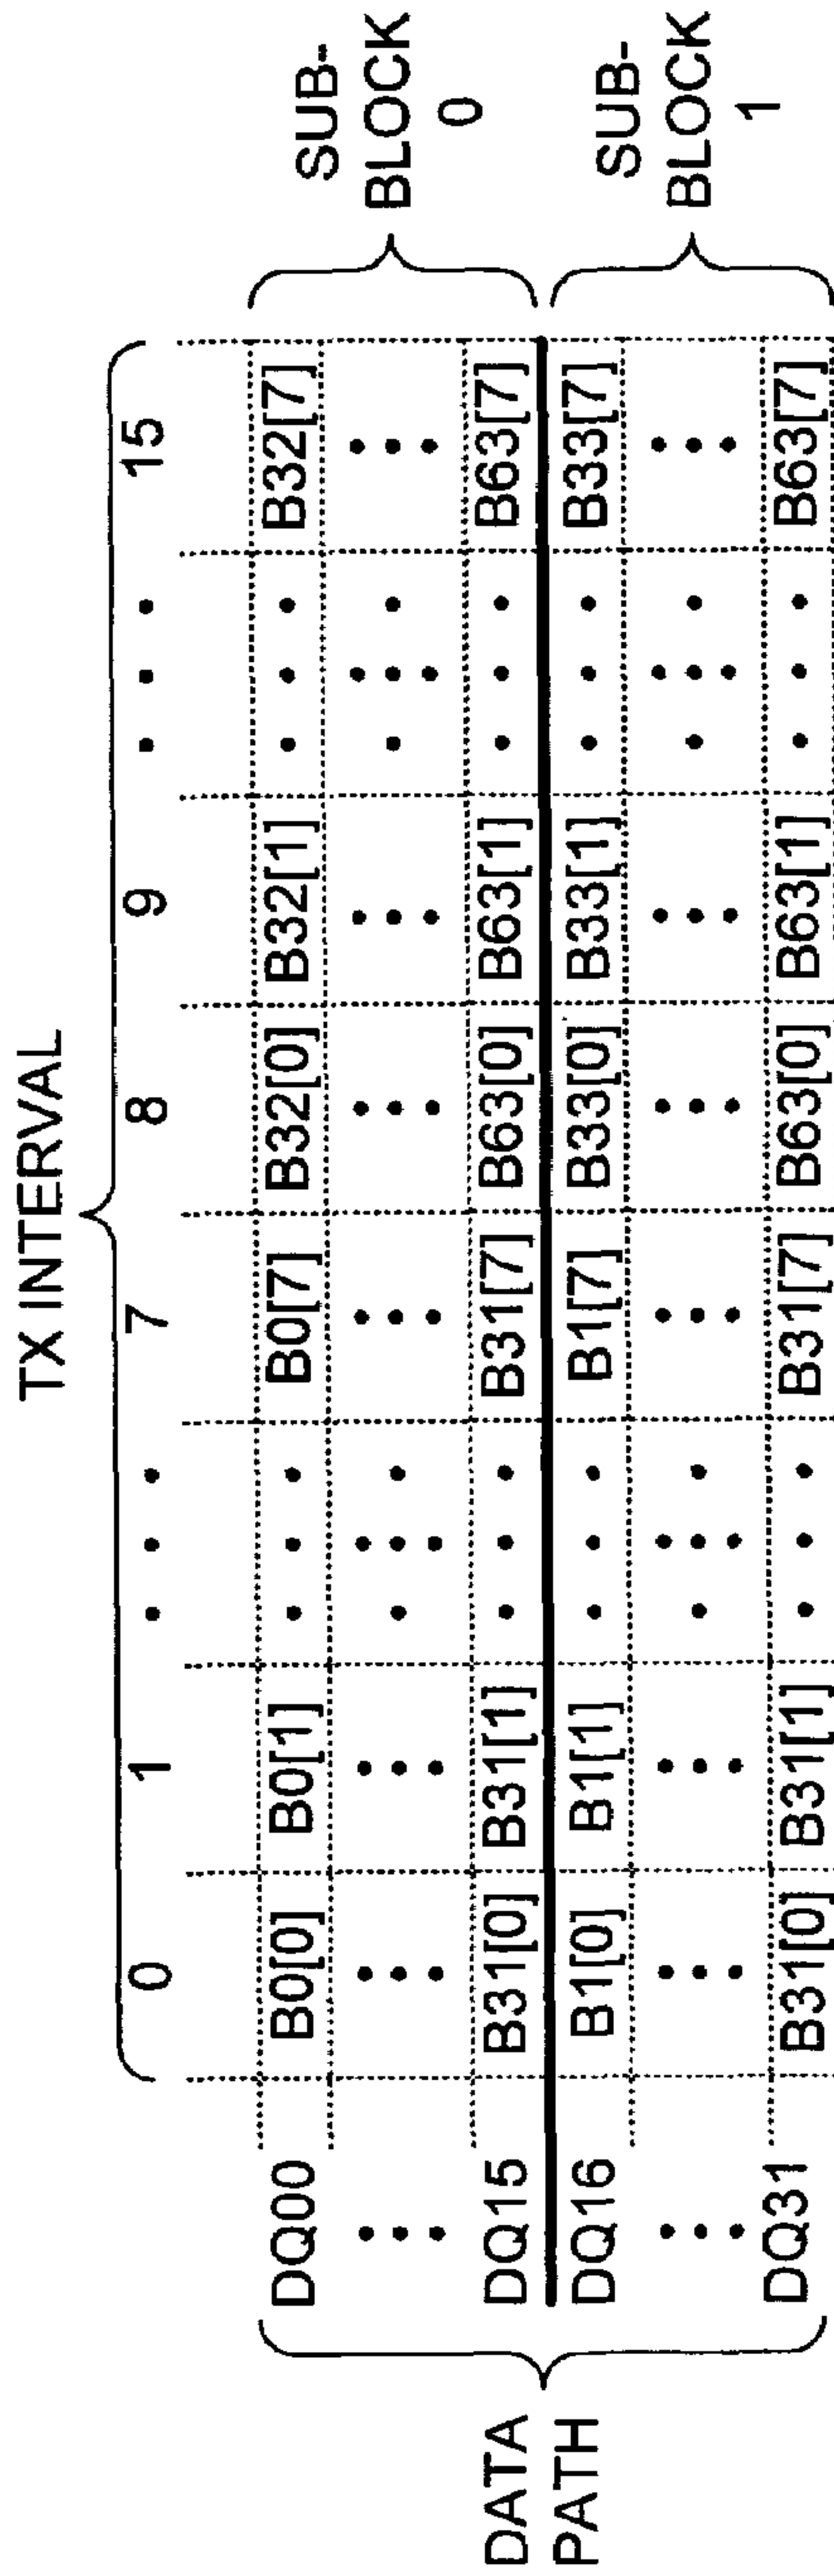 TX INTERVAL
0 1 • • • 7 8 9 • • • 15
DQ00 B0[0] B0[1] • • • B0[7] B32[0] B32[1] • • • B32[7]
DQ15 B31[0] B31[1] • • • B31[7] B63[0] B63[1] • • • B63[7]
DQ16 B1[0] B1[1] • • • B1[7] B33[0] B33[1] • • • B33[7]
DQ31 B31[0] B31[1] • • • B31[7] B63[0] B63[1] • • • B63[7]
DATA
PATH
SUB-
BLOCK
0
SUB-
BLOCK
1